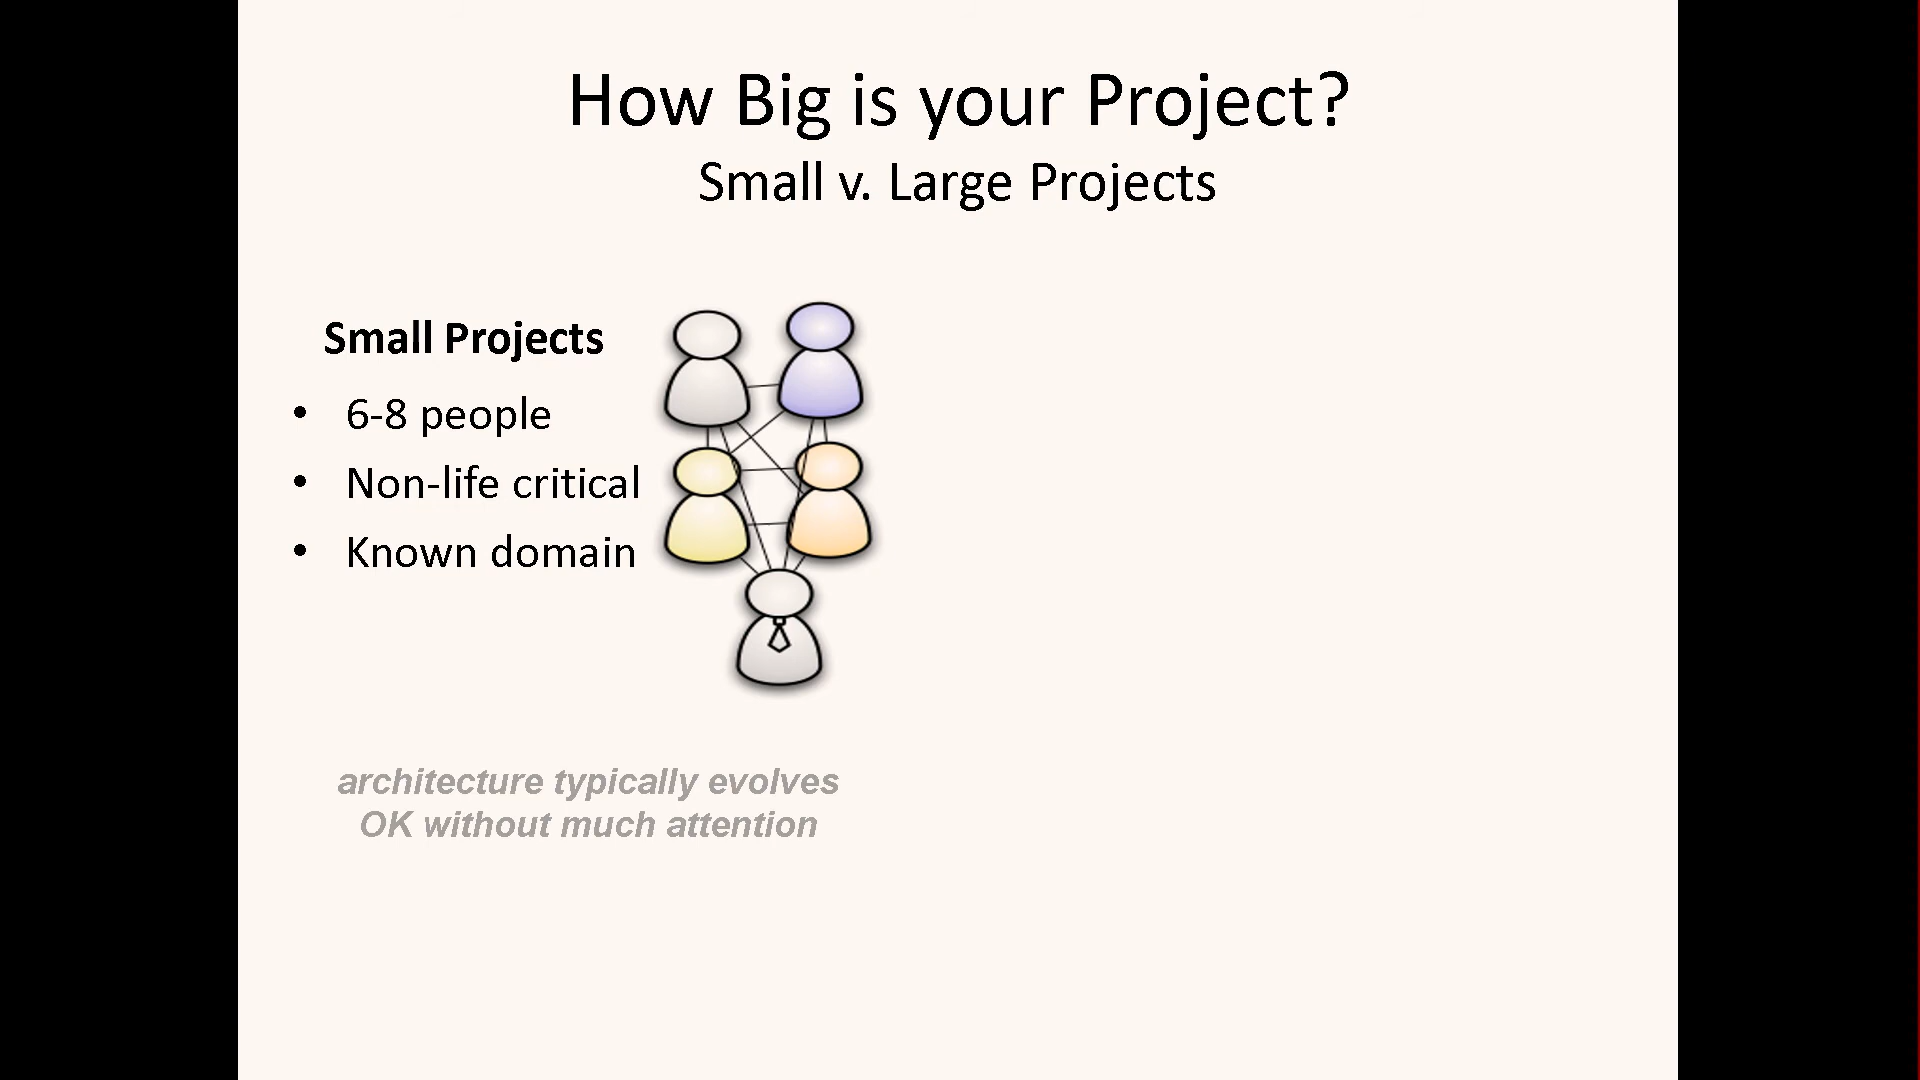 How Big is your Project?
Small v. Large Projects
Small Projects
• 6-8 people
• Non-life critical
• Known domain
architecture typically evolves
OK without much attention